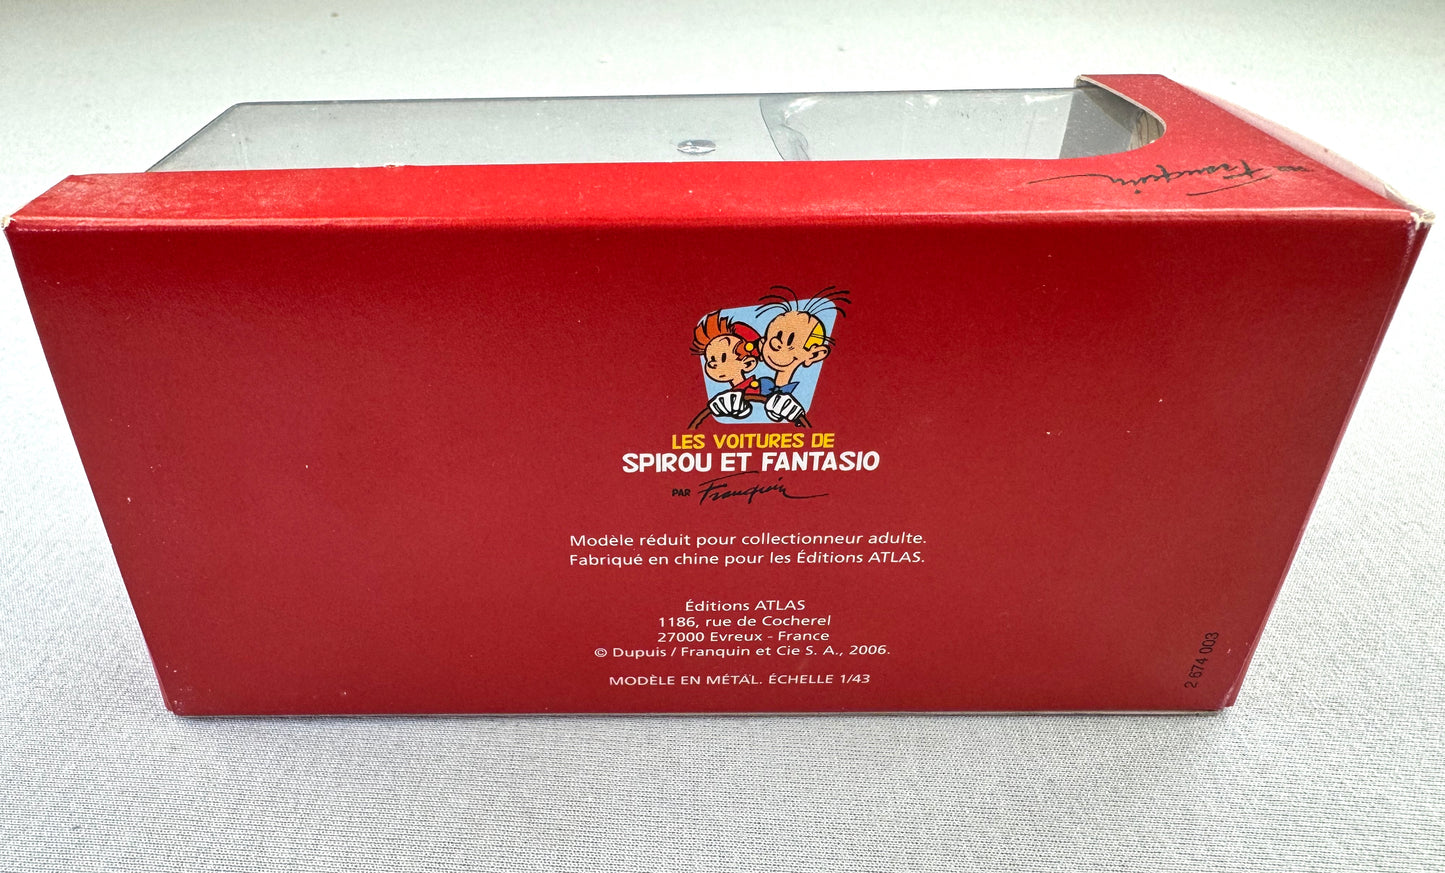 Franquin
LES VOITURES DE
SPIROU ET FANTASIO
PAR Franquin
Modèle réduit pour collectionneur adulte.
Fabriqué en chine pour les Éditions ATLAS.
Éditions ATLAS
1186, rue de Cocherel
27000 Evreux - France
© Dupuis / Franquin et Cie S. A., 2006.
MODÈLE EN MÉTAL. ÉCHELLE 1/43
2 674 003